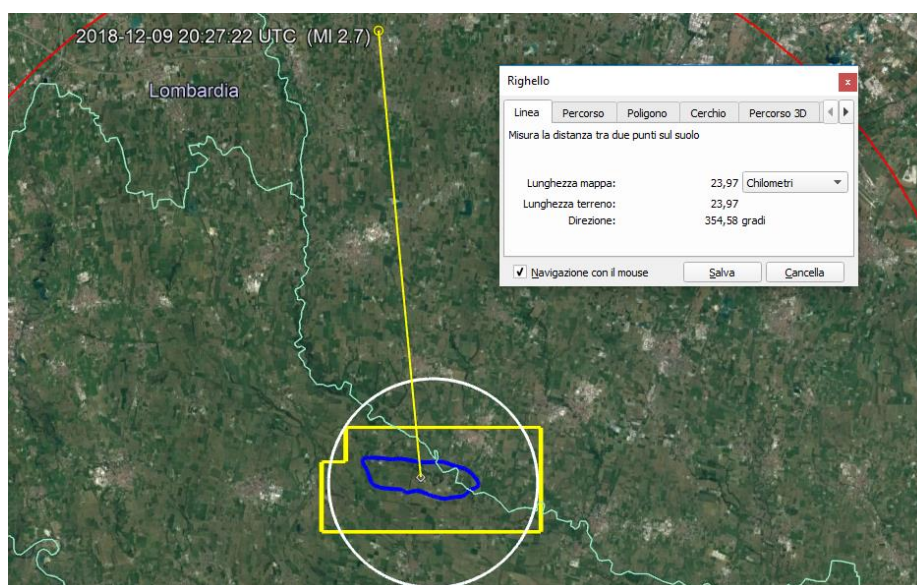 2018-12-09 20:27:22 UTC (MI 2.7)
Lombardia
Righello
x
Linea Percorso Poligono Cerchio Percorso 3D
Misura la distanza tra due punti sul suolo
Lunghezza mappa: 23,97 Chilometri
Lunghezza terreno: 23,97
Direzione: 354,58 gradi
Navigazione con il mouse Salva Cancella